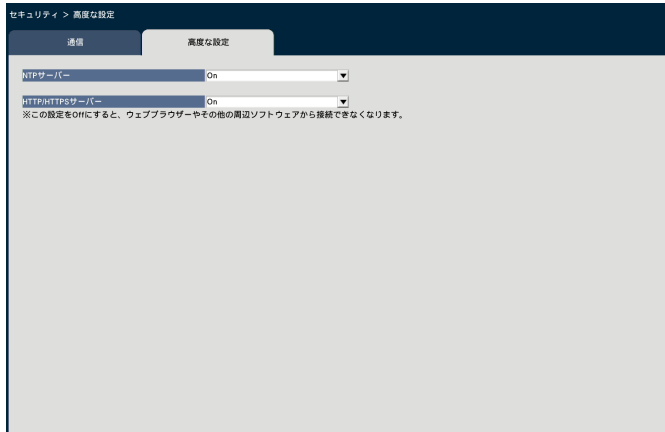 セキュリティ > 高度な設定
通信
高度な設定
NTPサーバー On
HTTP/HTTPSサーバー On
※この設定をOffにすると、ウェブブラウザーやその他の周辺ソフトウェアから接続できなくなります。